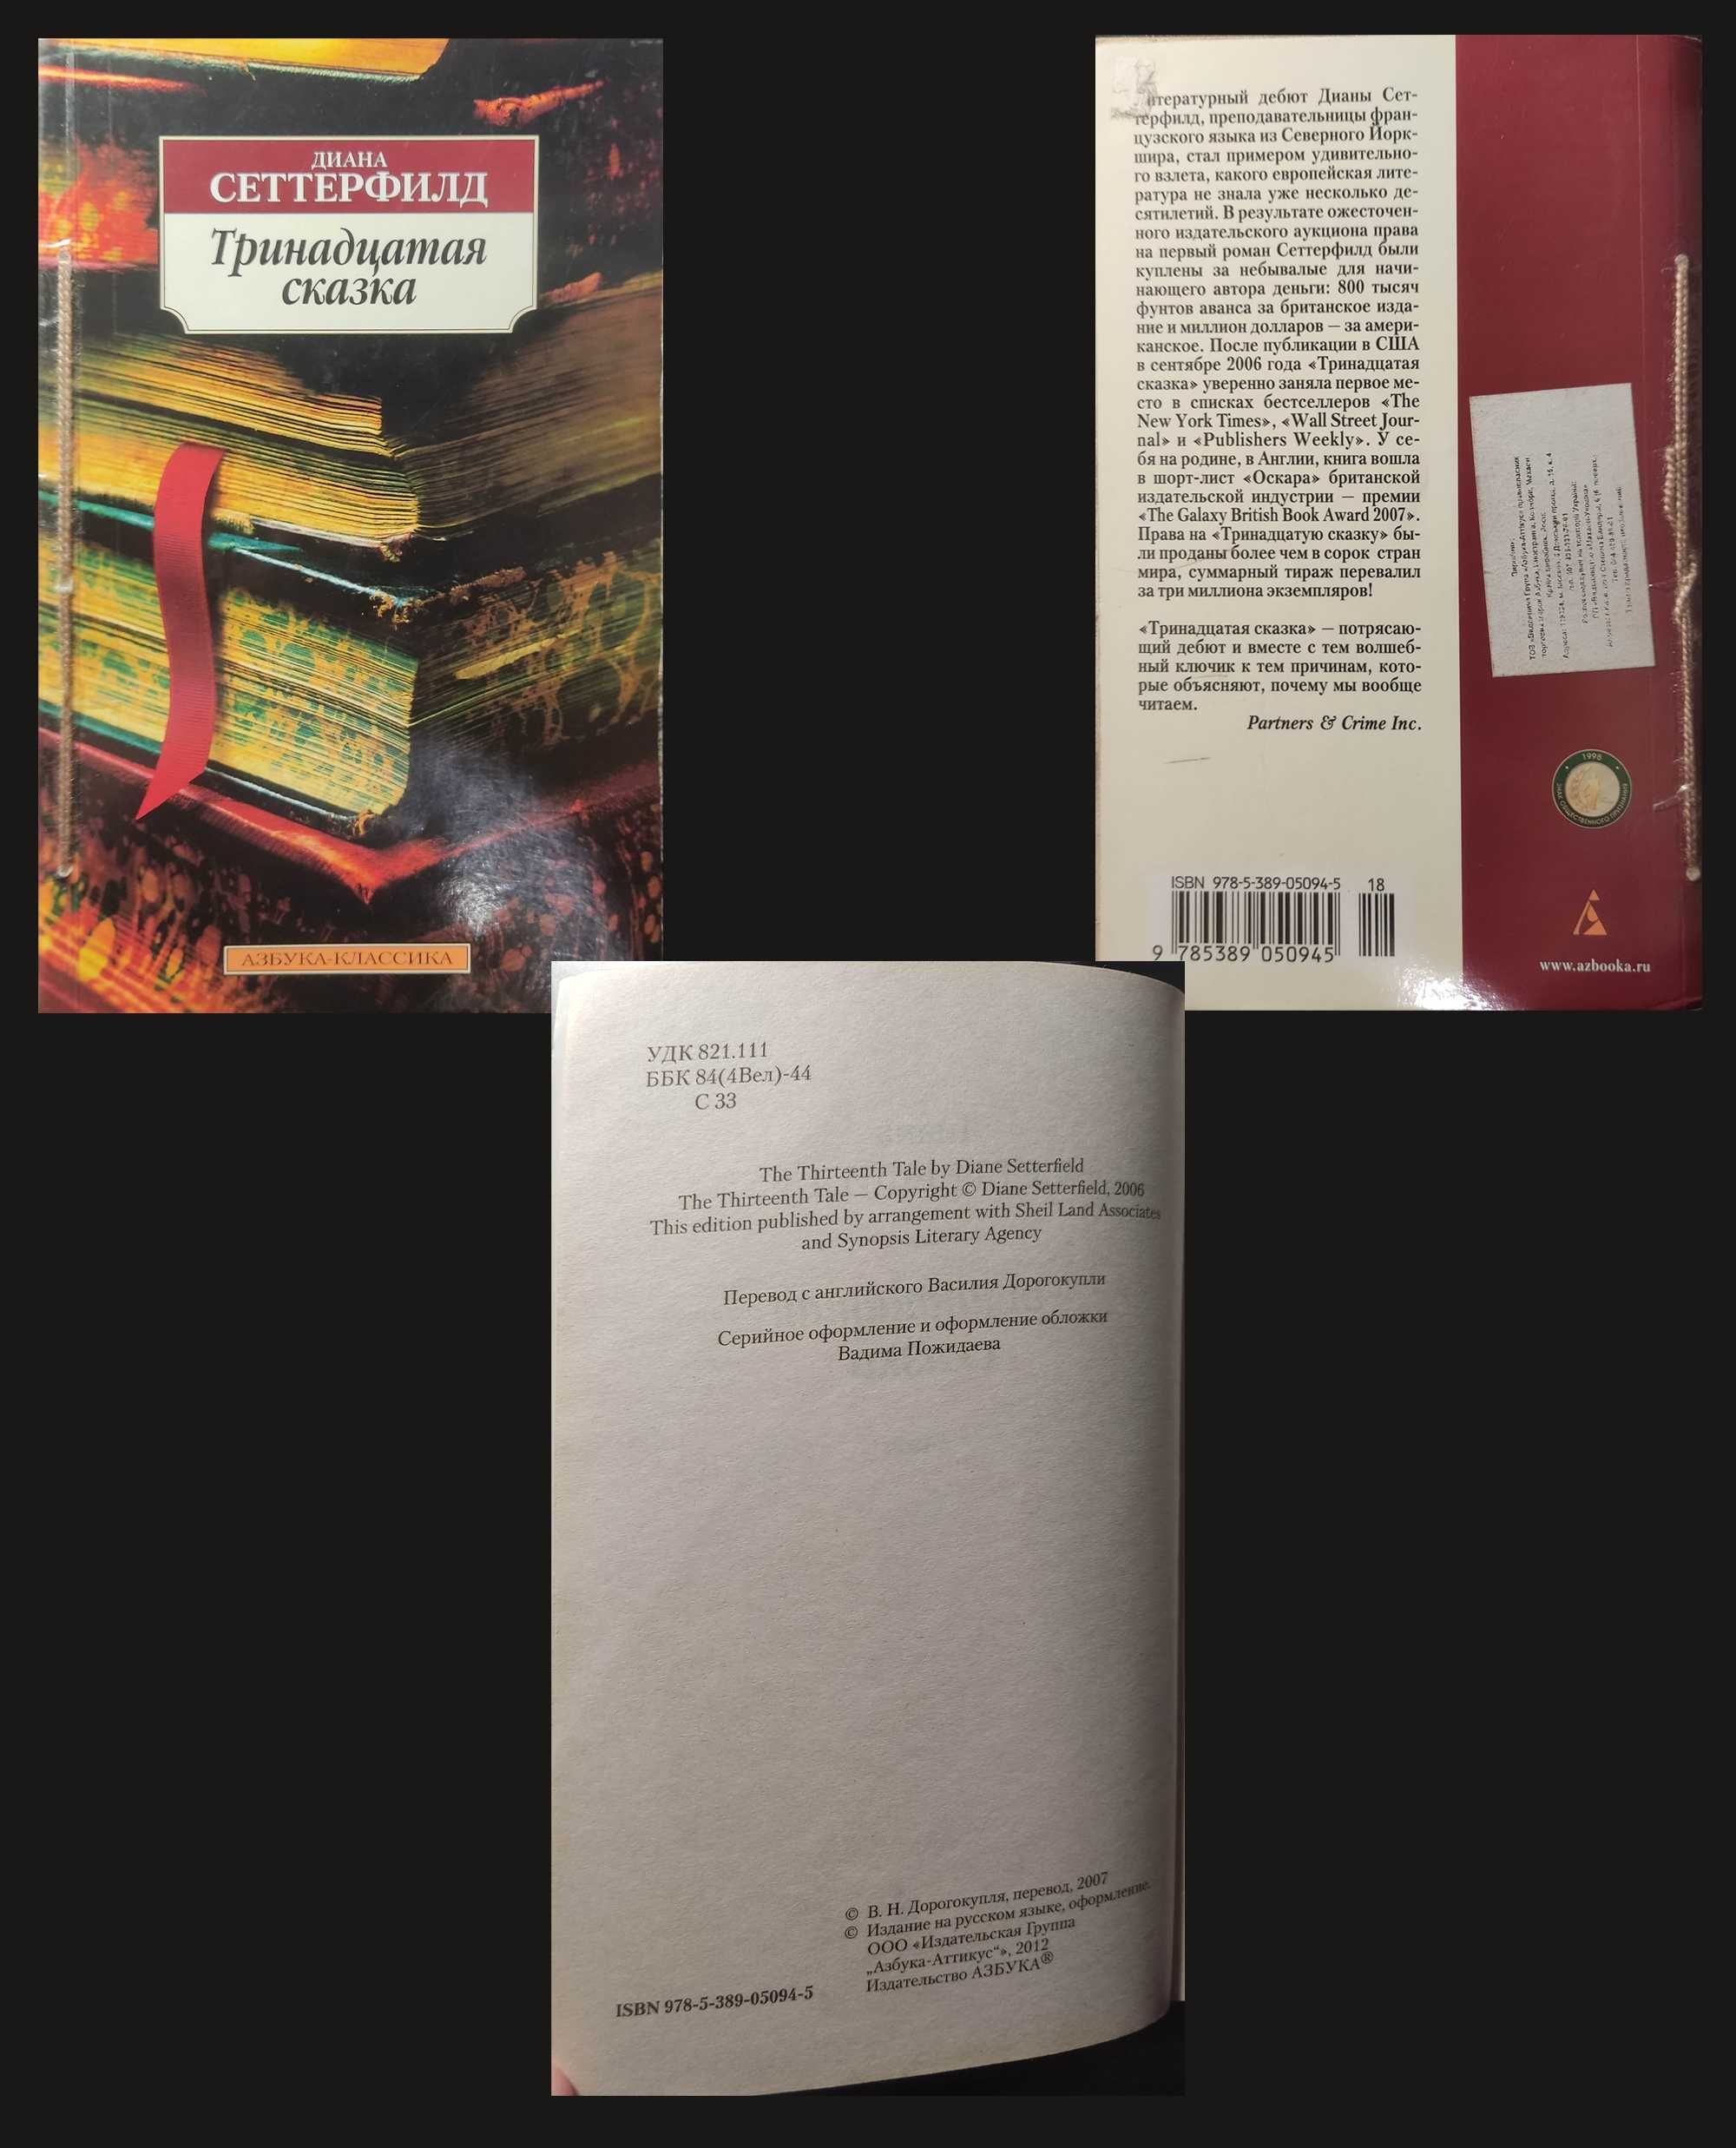 ДИАНА
СЕТТЕРФИЛД
Тринадцатая
сказка
АЗБУКА-КЛАССИКА
итературный дебют Дианы Сет-
терфилд, преподавательницы фран-
цузского языка из Северного Йорк-
шира, стал примером удивительно-
го взлета, какого европейская лите-
ратура не знала уже несколько де-
сятилетий. В результате ожесточен-
ного издательского аукциона права
на первый роман Сеттерфилд были
куплены за небывалые для начи-
нающего автора деньги: 800 тысяч
фунтов аванса за британское изда-
ние и миллион долларов — за амери-
канское. После публикации в США
в сентябре 2006 года «Тринадцатая
сказка» уверенно заняла первое ме-
сто в списках бестселлеров «The
New York Times», «Wall Street Jour-
nal» и «Publishers Weekly». У се-
бя на родине, в Англии, книга вошла
в шорт-лист «Оскара» британской
издательской индустрии — премии
«The Galaxy British Book Award 2007».
Права на «Тринадцатую сказку» бы-
ли проданы более чем в сорок стран
мира, суммарный тираж перевалил
за три миллиона экземпляров!
«Тринадцатая сказка» — потрясаю-
щий дебют и вместе с тем волшеб-
ный ключик к тем причинам, кото-
рые объясняют, почему мы вообще
читаем.
Partners & Crime Inc.
ISBN 978-5-389-05094-5 18
9 785389 050945
1998
ЗНАК ОБЩЕСТВЕННОГО ПРИЗНАНИЯ
www.azbooka.ru
УДК 821.111
ББК 84(4Вел)-44
С 33
The Thirteenth Tale by Diane Setterfield
The Thirteenth Tale — Copyright © Diane Setterfield, 2006
This edition published by arrangement with Sheil Land Associates
and Synopsis Literary Agency
Перевод с английского Василия Дорогокупли
Серийное оформление и оформление обложки
Вадима Пожидаева
© В. Н. Дорогокупля, перевод, 2007
© Издание на русском языке, оформление.
ООО «Издательская Группа
„Азбука-Аттикус“», 2012
Издательство АЗБУКА®
ISBN 978-5-389-05094-5